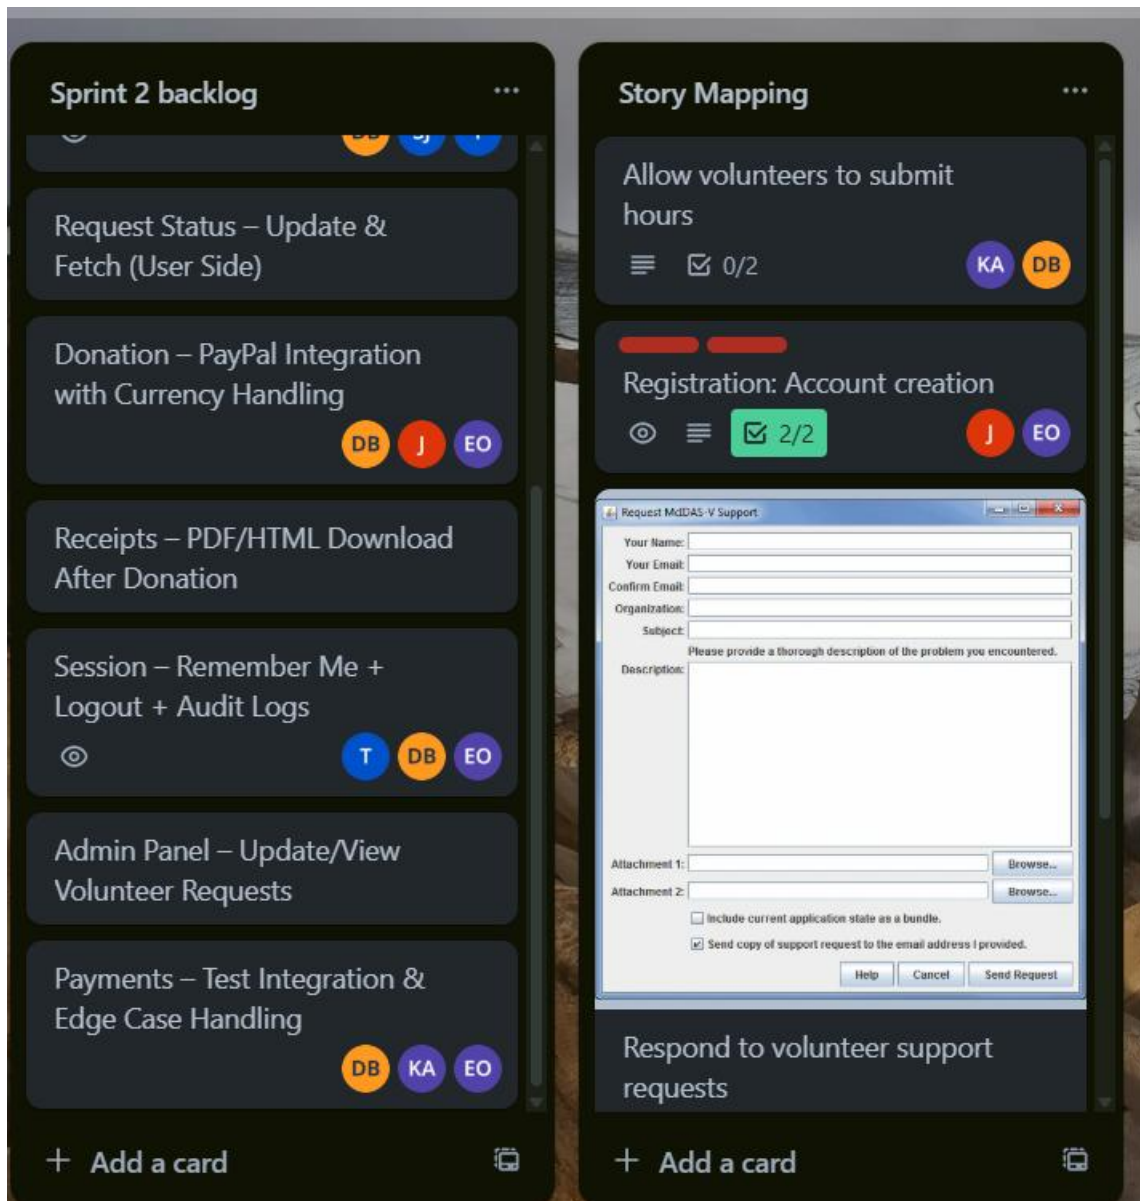 Sprint 2 backlog
Request Status – Update &
Fetch (User Side)
Donation – PayPal Integration
with Currency Handling
DB J EO
Receipts – PDF/HTML Download
After Donation
Session – Remember Me +
Logout + Audit Logs
T DB EO
Admin Panel – Update/View
Volunteer Requests
Payments – Test Integration &
Edge Case Handling
DB KA EO
+ Add a card
Story Mapping
Allow volunteers to submit
hours
0/2 KA DB
Registration: Account creation
2/2 J EO
Request McIDAS-V Support
Your Name:
Your Email:
Confirm Email:
Organization:
Subject:
Please provide a thorough description of the problem you encountered.
Description:
Attachment 1: Browse...
Attachment 2: Browse...
Include current application state as a bundle.
Send copy of support request to the email address I provided.
Help Cancel Send Request
Respond to volunteer support
requests
+ Add a card